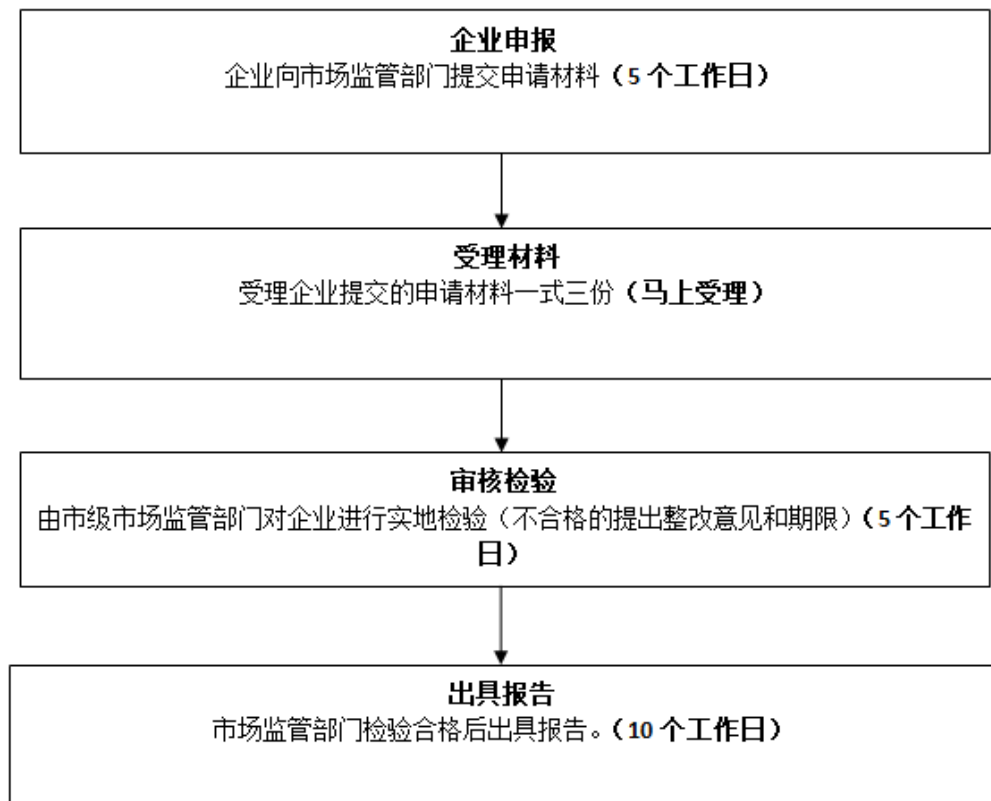 企业申报
企业向市场监管部门提交申请材料（5 个工作日）
受理材料
受理企业提交的申请材料一式三份（马上受理）
审核检验
由市级市场监管部门对企业进行实地检验（不合格的提出整改意见和期限）（5 个工作
日）
出具报告
市场监管部门检验合格后出具报告。（10 个工作日）